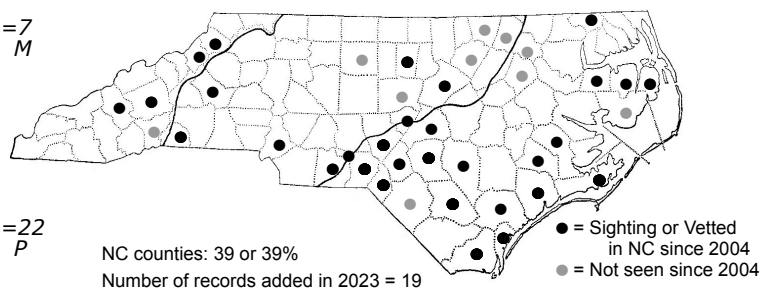 =7
M
=22
P
NC counties: 39 or 39%
Number of records added in 2023 = 19
= Sighting or Vetted
in NC since 2004
= Not seen since 2004